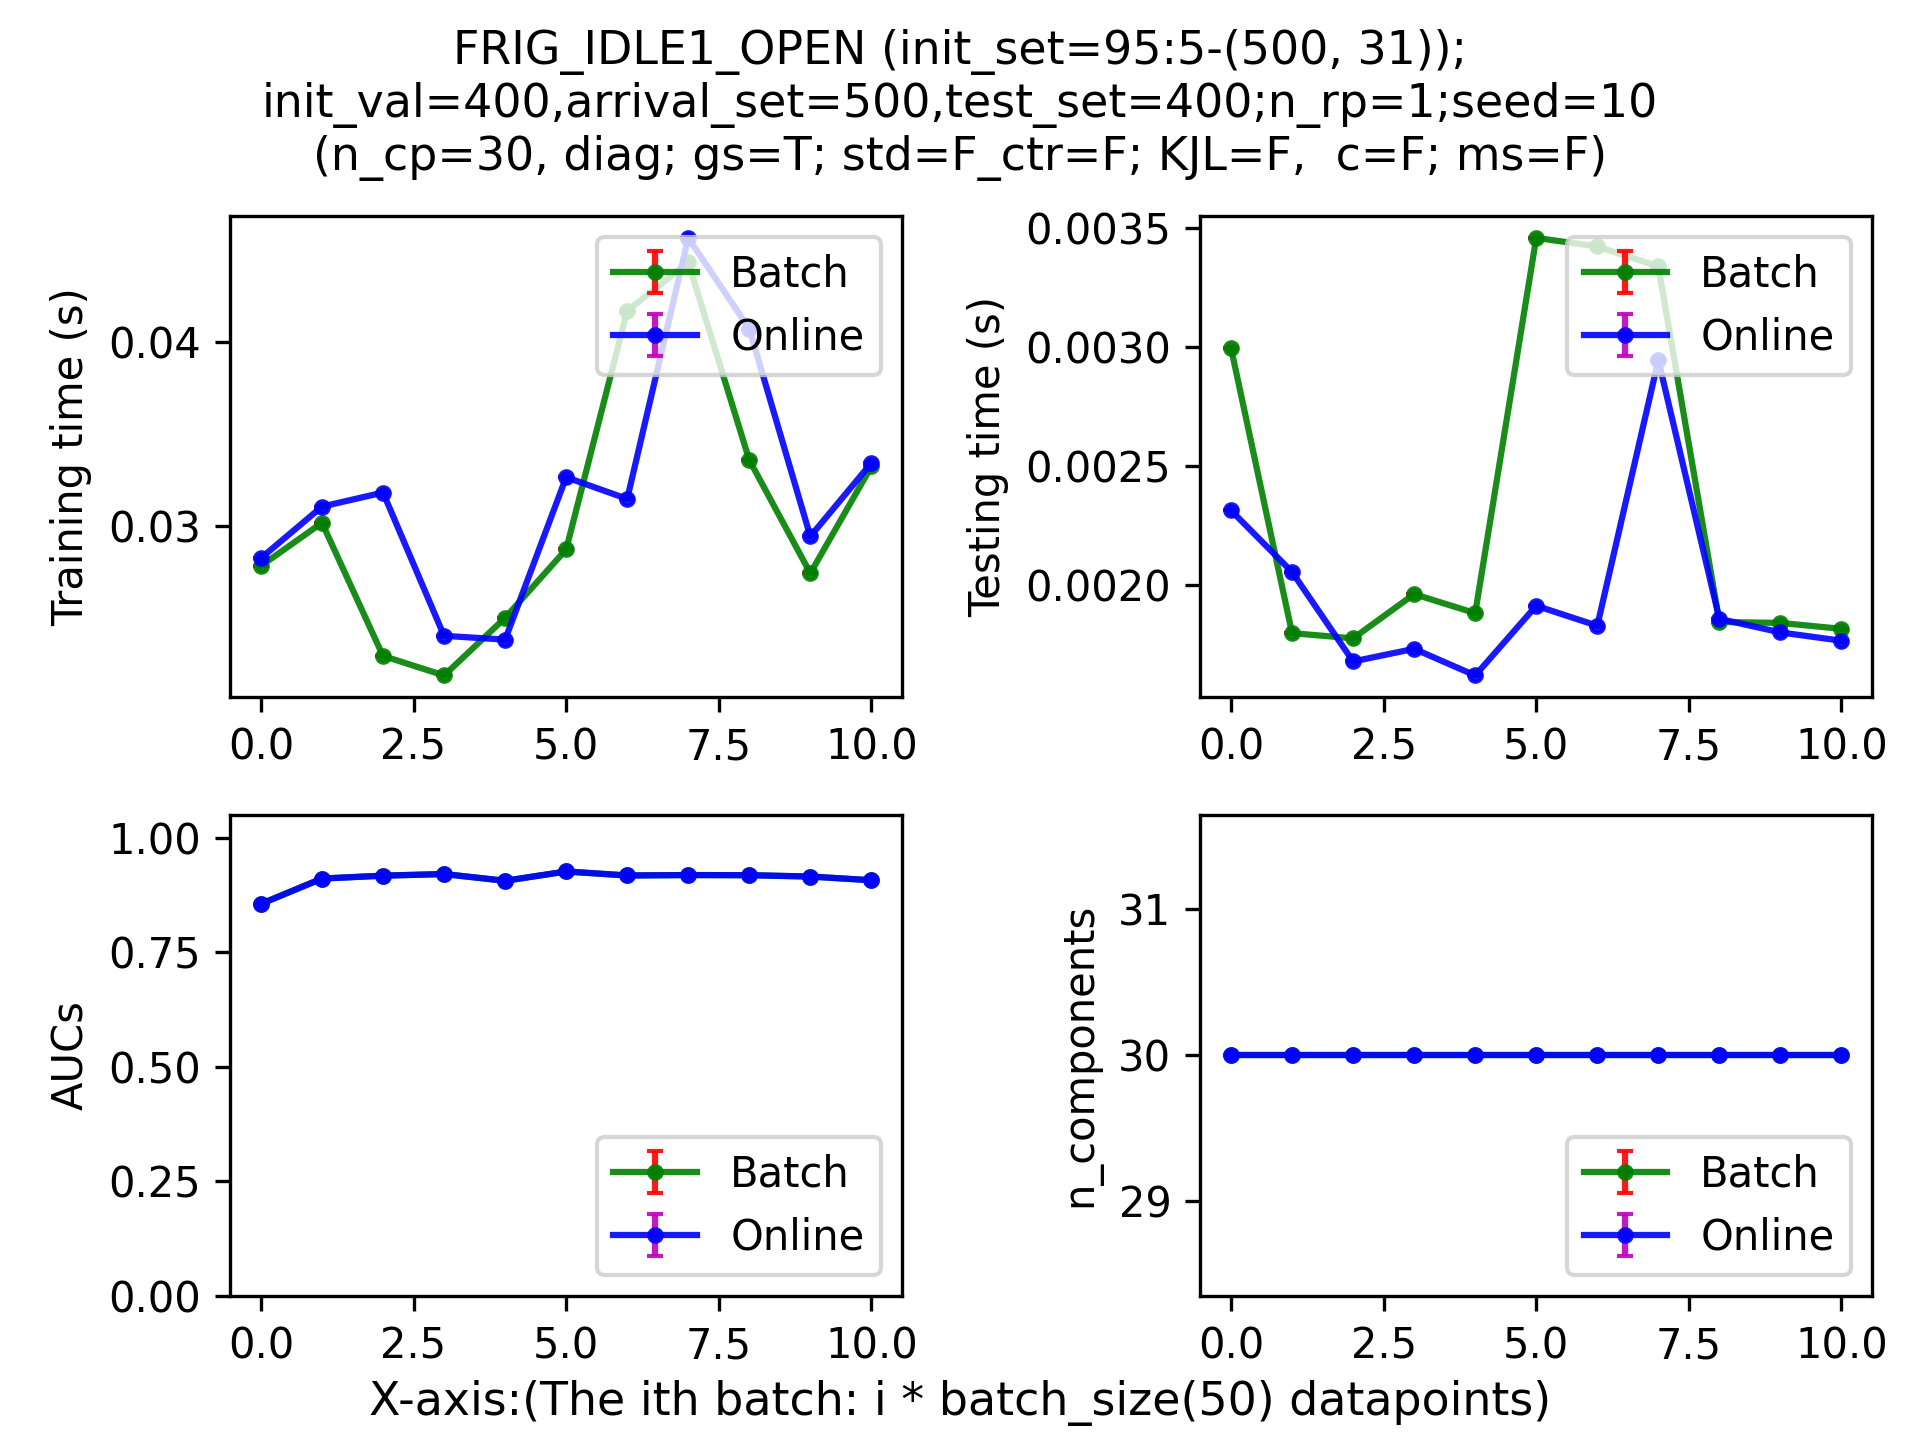 FRIG_IDLE1_OPEN (init_set=95:5-(500, 31));
init_val=400,arrival_set=500,test_set=400;n_rp=1;seed=10
(n_cp=30, diag; gs=T; std=F_ctr=F; KJL=F,  c=F; ms=F)
Training time (s)
0.04
0.03
0.0
2.5
5.0
7.5
10.0
Batch
Online
Testing time (s)
0.0035
0.0030
0.0025
0.0020
0.0
2.5
5.0
7.5
10.0
Batch
Online
AUCs
1.00
0.75
0.50
0.25
0.00
0.0
2.5
5.0
7.5
10.0
Batch
Online
n_components
31
30
29
0.0
2.5
5.0
7.5
10.0
Batch
Online
X-axis:(The ith batch: i * batch_size(50) datapoints)